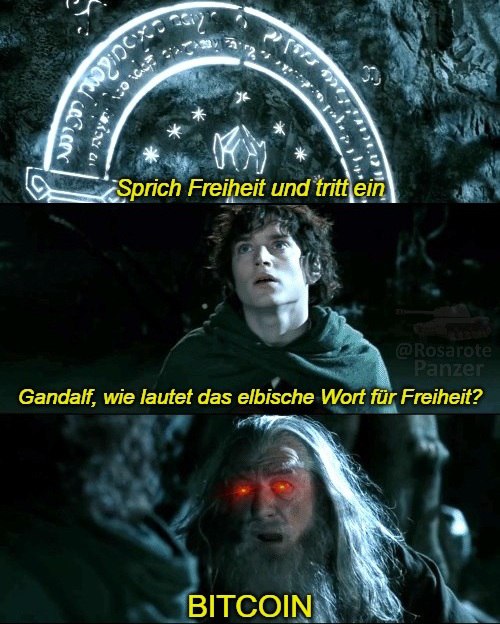 Sprich Freiheit und tritt ein
@Rosarote
Panzer
Gandalf, wie lautet das elbische Wort für Freiheit?
BITCOIN